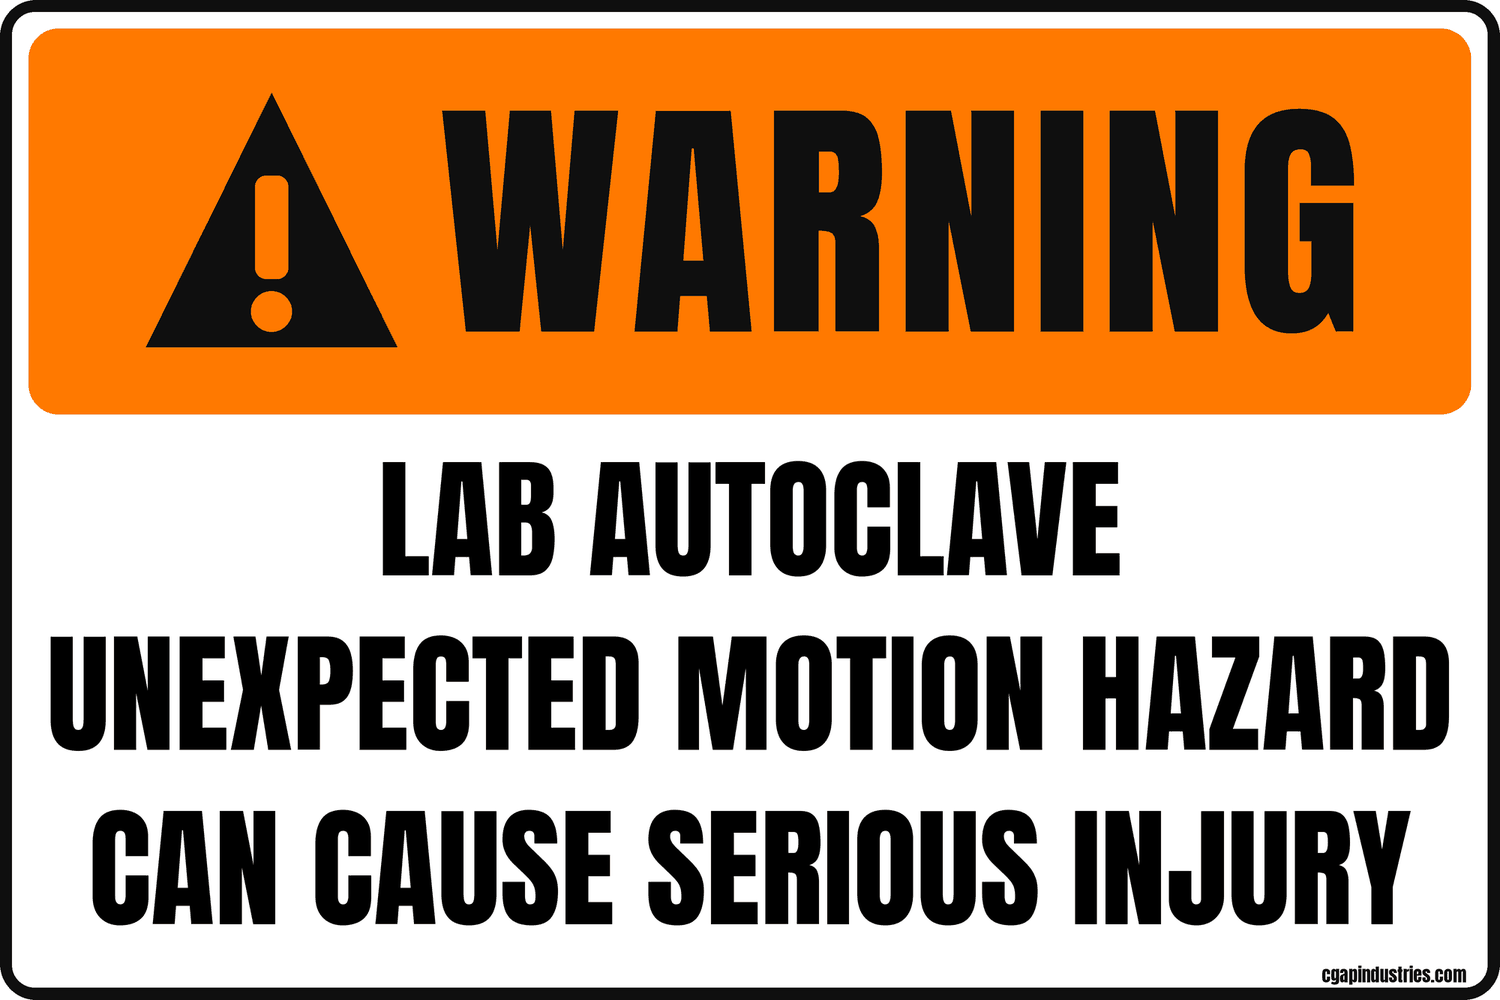 WARNING
LAB AUTOCLAVE
UNEXPECTED MOTION HAZARD
CAN CAUSE SERIOUS INJURY
cgapindustries.com